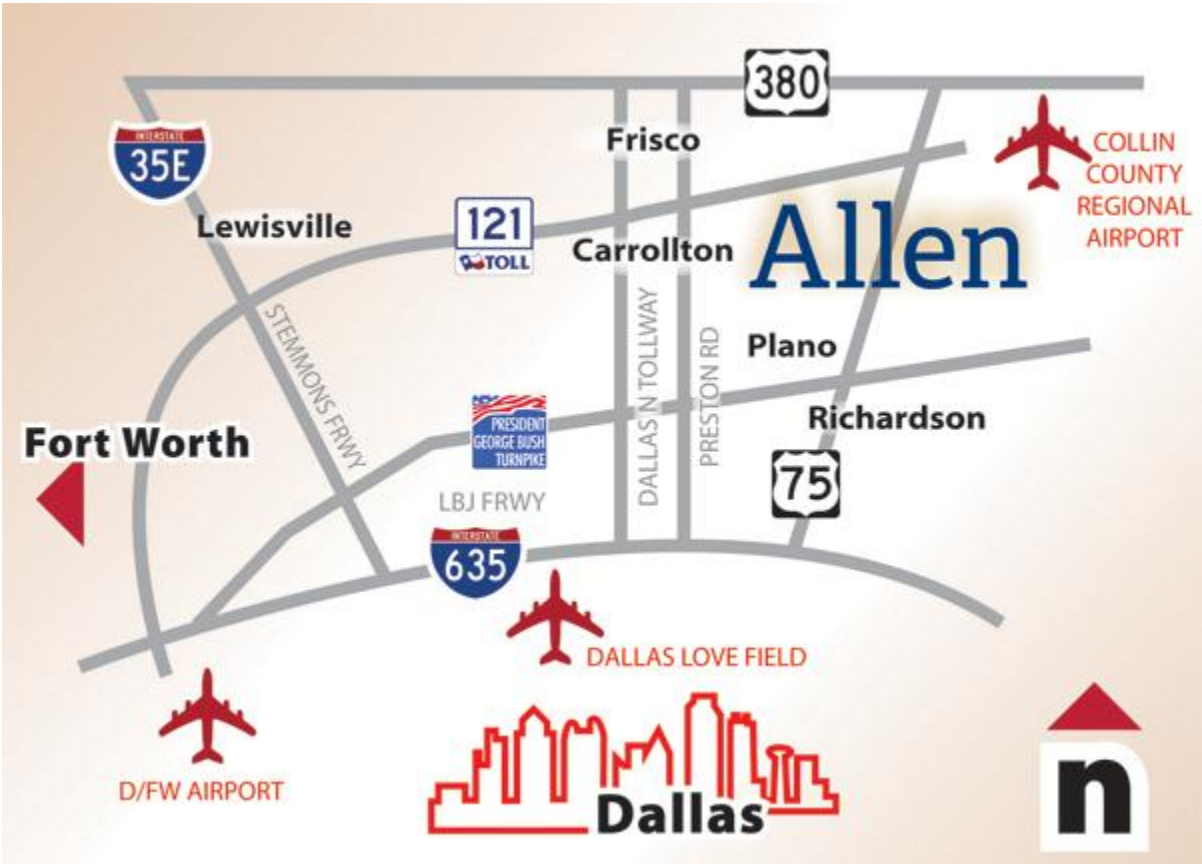 380
INTERSTATE
35E
Frisco
COLLIN
COUNTY
REGIONAL
AIRPORT
Lewisville
121
TOLL
Carrollton
Allen
STEMMONS FRWY
DALLAS N TOLLWAY
PRESTON RD
Plano
PRESIDENT
GEORGE BUSH
TURNPIKE
Richardson
Fort Worth
75
LBJ FRWY
INTERSTATE
635
DALLAS LOVE FIELD
D/FW AIRPORT
Dallas
n